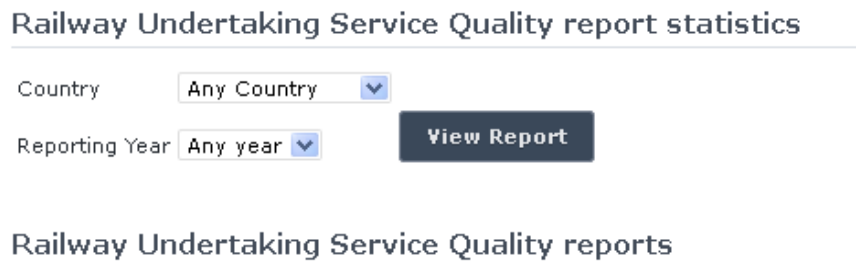 Railway Undertaking Service Quality report statistics
Country Any Country
Reporting Year Any year View Report
Railway Undertaking Service Quality reports